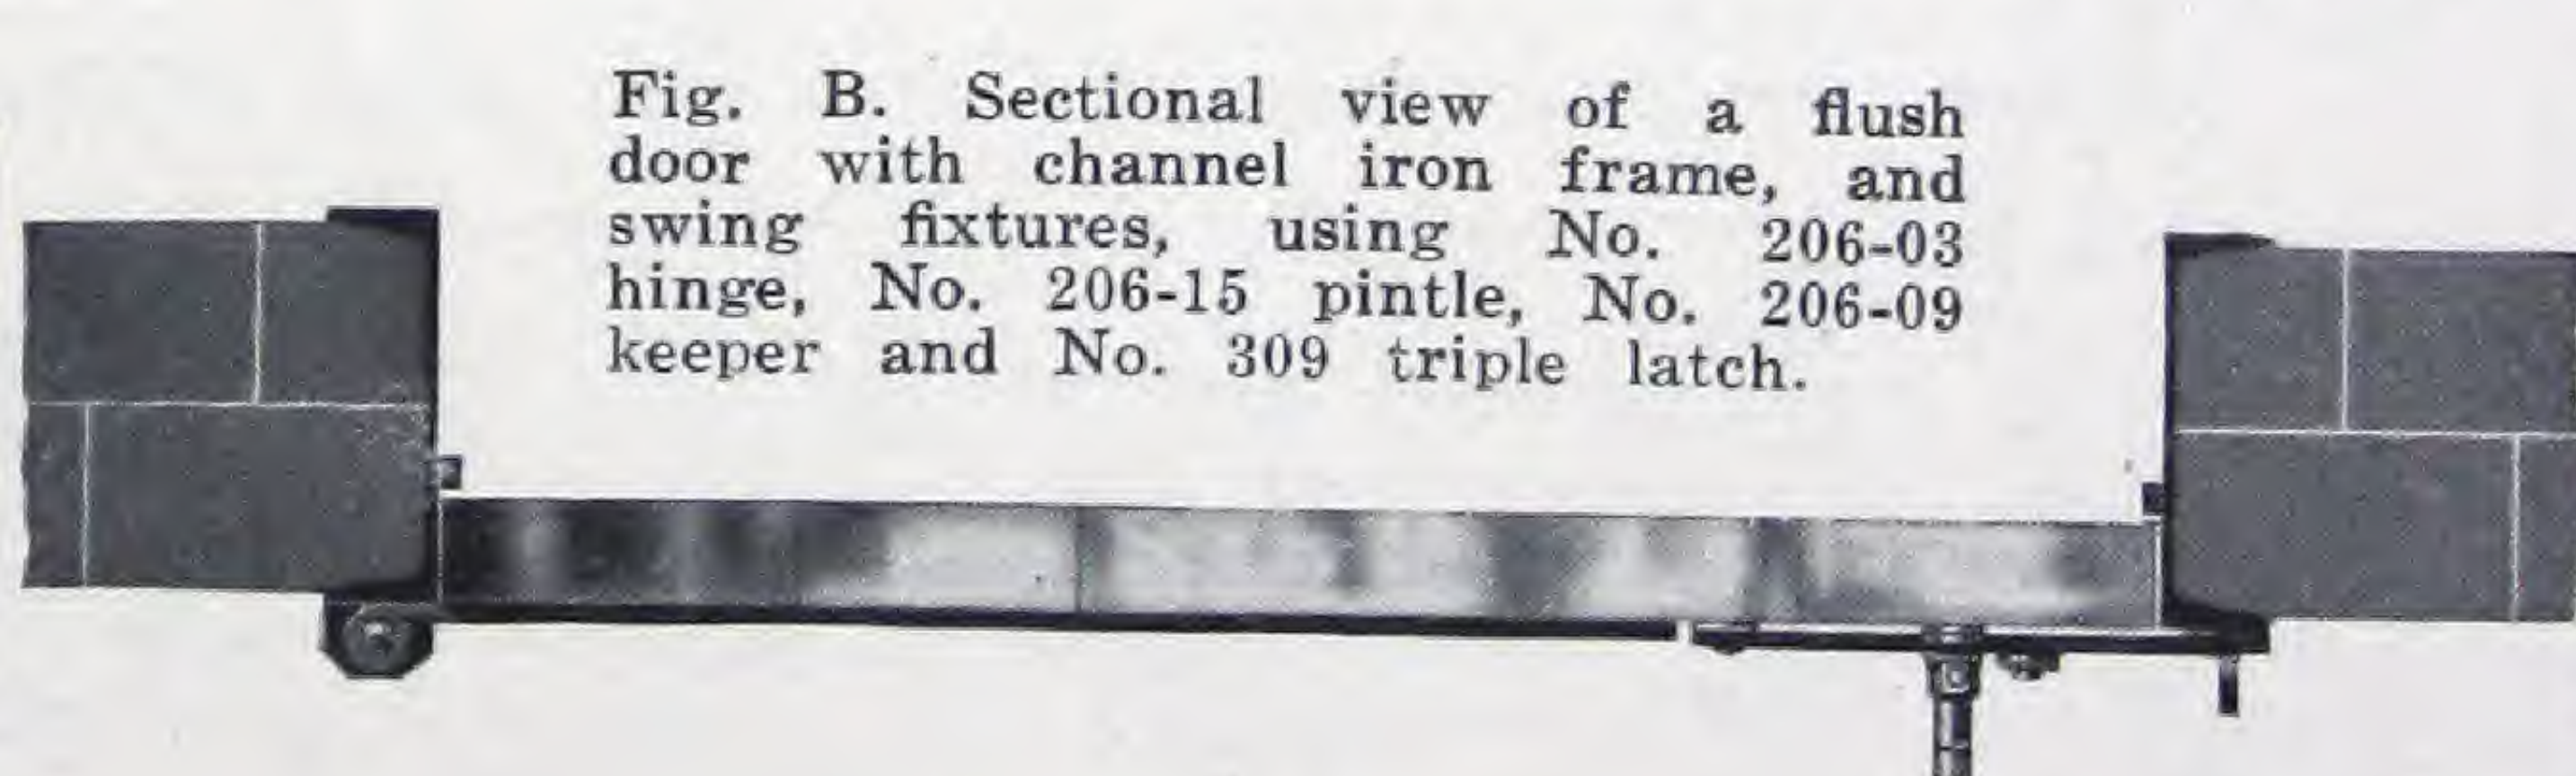 Fig. B. Sectional view of a flush
door with channel iron frame, and
swing fixtures, using No. 206-03
hinge, No. 206-15 pintle, No. 206-09
keeper and No. 309 triple latch.